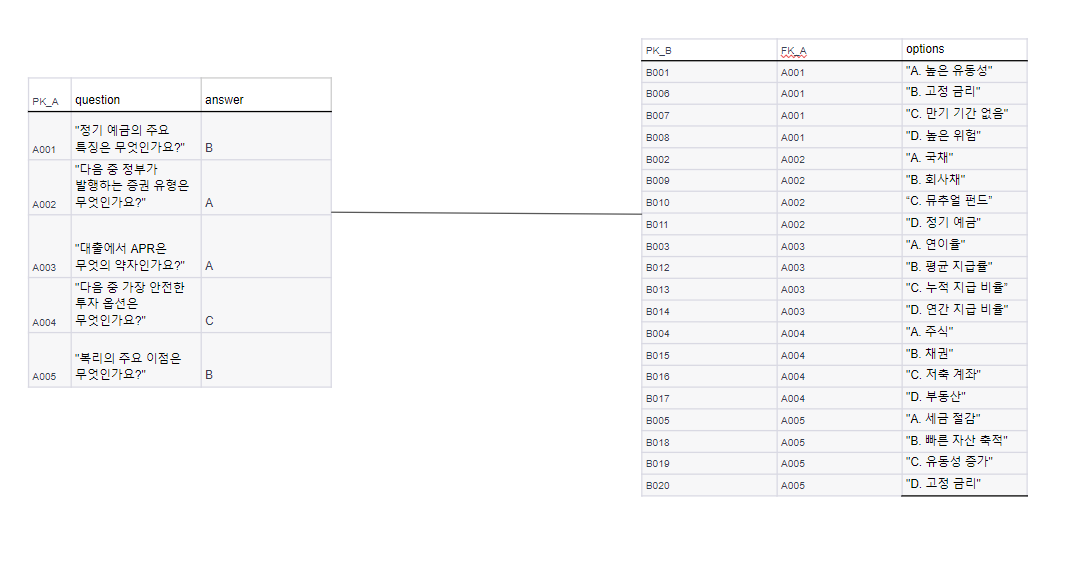 PK_A question answer
A001 "정기 예금의 주요
특징은 무엇인가요?" B
A002 "다음 중 정부가
발행하는 증권 유형은
무엇인가요?" A
A003 "대출에서 APR은
무엇의 약자인가요?" A
A004 "다음 중 가장 안전한
투자 옵션은
무엇인가요?" C
A005 "복리의 주요 이점은
무엇인가요?" B
PK_B FK_A options
B001 A001 "A. 높은 유동성"
B006 A001 "B. 고정 금리"
B007 A001 "C. 만기 기간 없음"
B008 A001 "D. 높은 위험"
B002 A002 "A. 국채"
B009 A002 "B. 회사채"
B010 A002 “C. 뮤추얼 펀드”
B011 A002 "D. 정기 예금"
B003 A003 "A. 연이율"
B012 A003 "B. 평균 지급률"
B013 A003 "C. 누적 지급 비율”
B014 A003 "D. 연간 지급 비율"
B004 A004 "A. 주식"
B015 A004 "B. 채권"
B016 A004 "C. 저축 계좌"
B017 A004 "D. 부동산"
B005 A005 "A. 세금 절감"
B018 A005 "B. 빠른 자산 축적"
B019 A005 "C. 유동성 증가"
B020 A005 "D. 고정 금리"